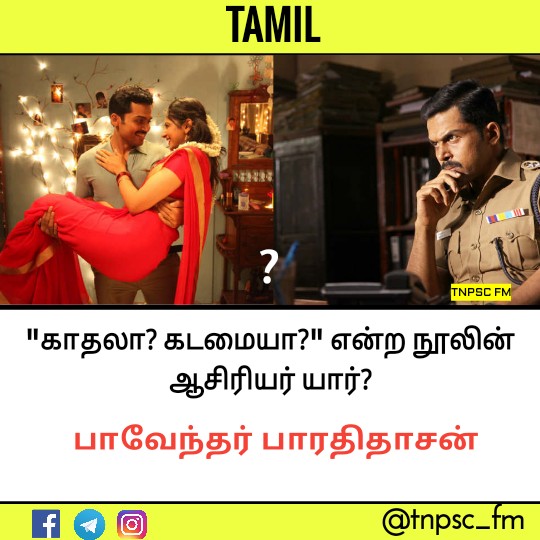 TAMIL
?
TNPSC FM
"காதலா? கடமையா?" என்ற நூலின்
ஆசிரியர் யார்?
பாவேந்தர் பாரதிதாசன்
@tnpsc_fm